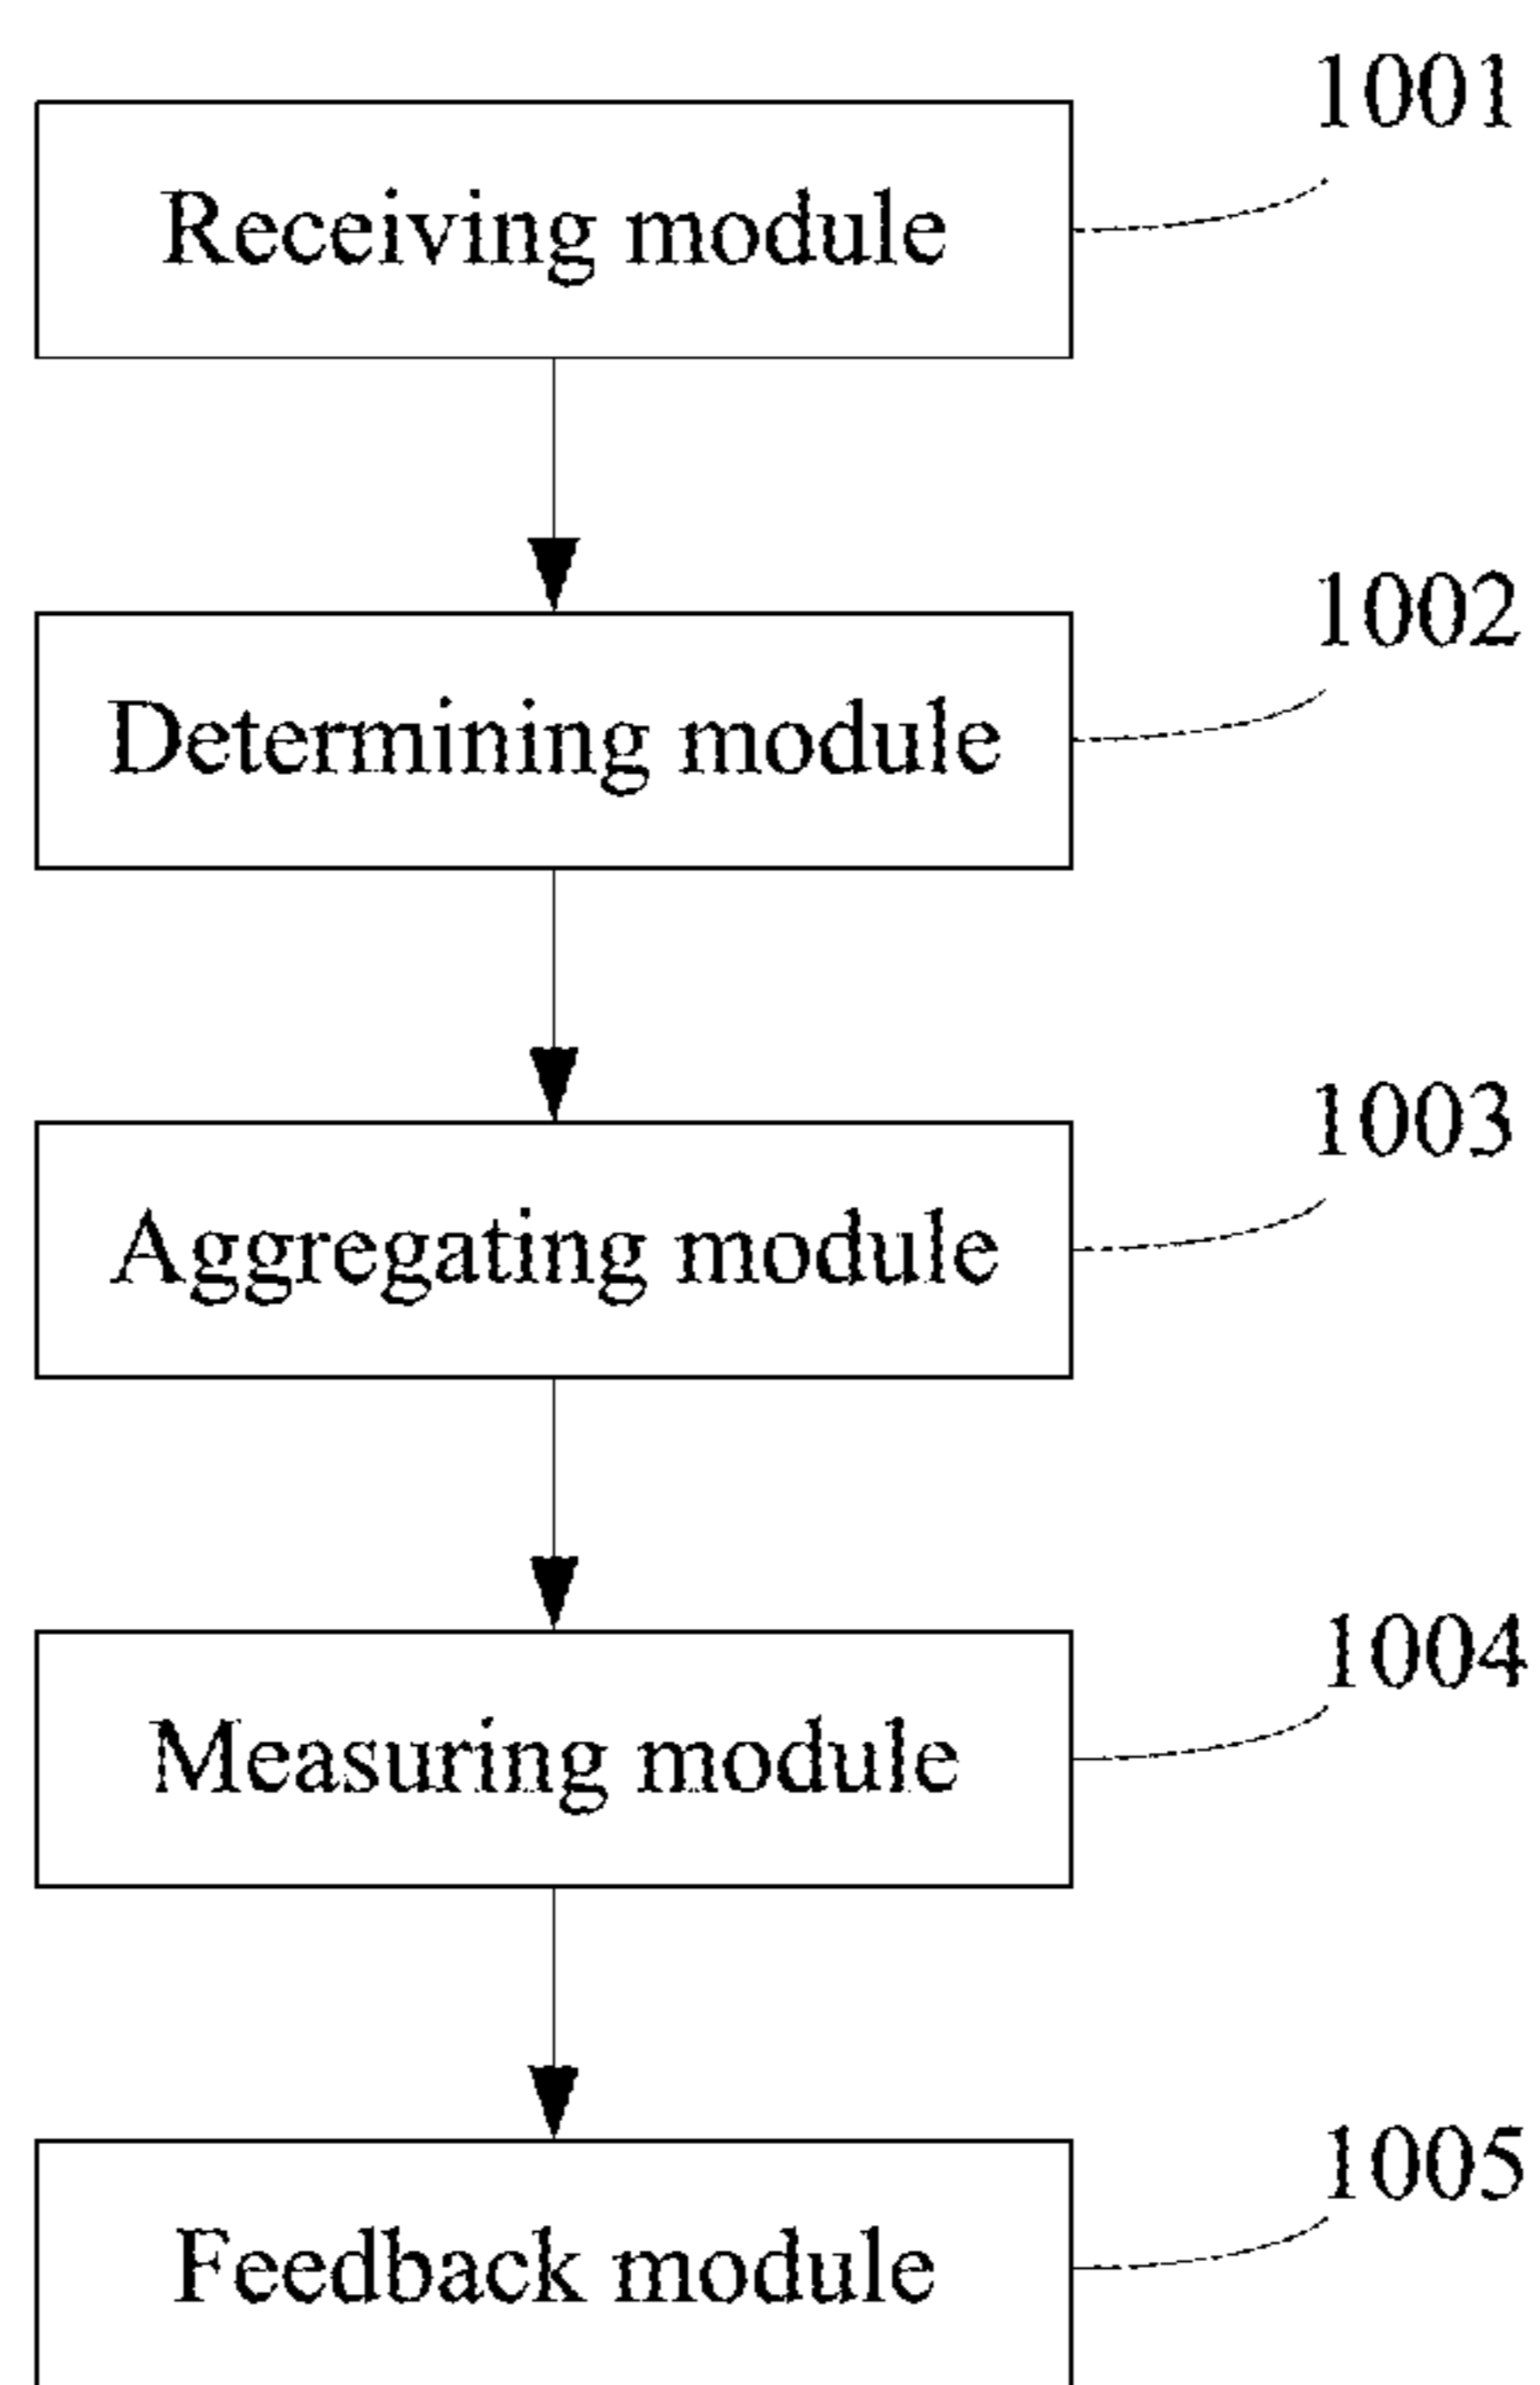 1001
Receiving module
1002
Determining module
1003
Aggregating module
1004
Measuring module
1005
Feedback module